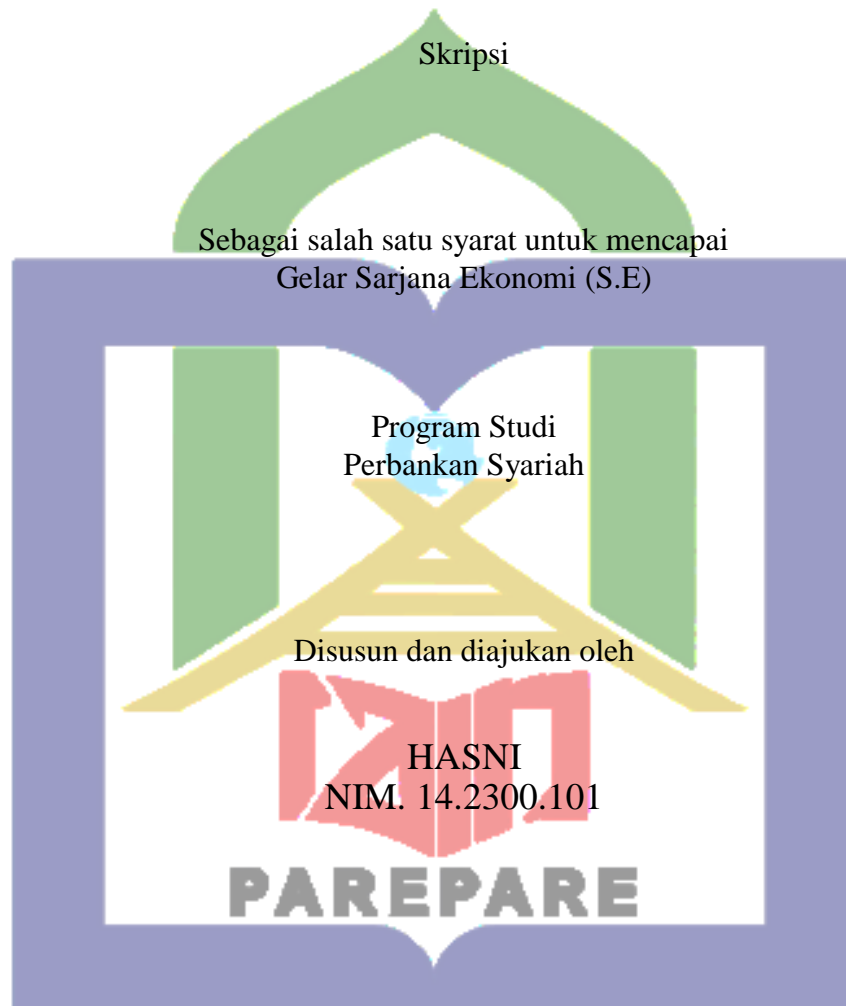 Skripsi
Sebagai salah satu syarat untuk mencapai
Gelar Sarjana Ekonomi (S.E)
Program Studi
Perbankan Syariah
Disusun dan diajukan oleh
HASNI
NIM. 14.2300.101
PAREPARE